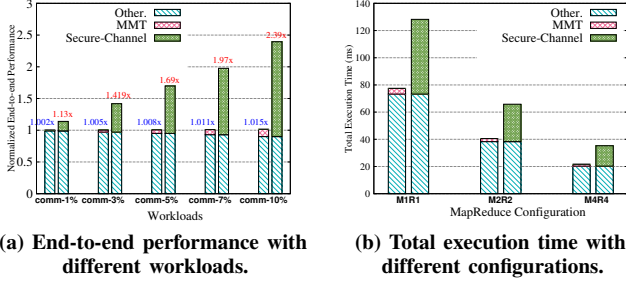 Normalized End-to-end Performance
3
2.5
2
1.5
1
0.5
0
Other.
MMT
Secure-Channel
1.002x
1.13x
1.005x
1.419x
1.008x
1.69x
1.011x
1.97x
1.015x
2.39x
comm-1% comm-3% comm-5% comm-7% comm-10%
Workloads
(a) End-to-end performance with
different workloads.
Total Execution Time (ms)
140
120
100
80
60
40
20
0
Other.
MMT
Secure-Channel
M1R1 M2R2 M4R4
MapReduce Configuration
(b) Total execution time with
different configurations.